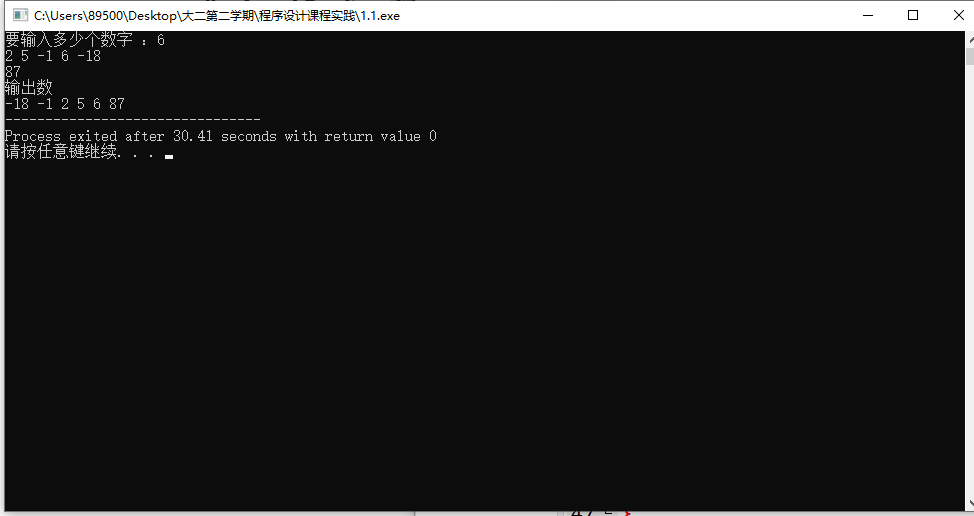 C:\Users\89500\Desktop\大二第二学期\程序设计课程实践\1.1.exe
要输入多少个数字 ：6
2 5 -1 6 -18
87
输出数
-18 -1 2 5 6 87
--------------------------------
Process exited after 30.41 seconds with return value 0
请按任意键继续. . .